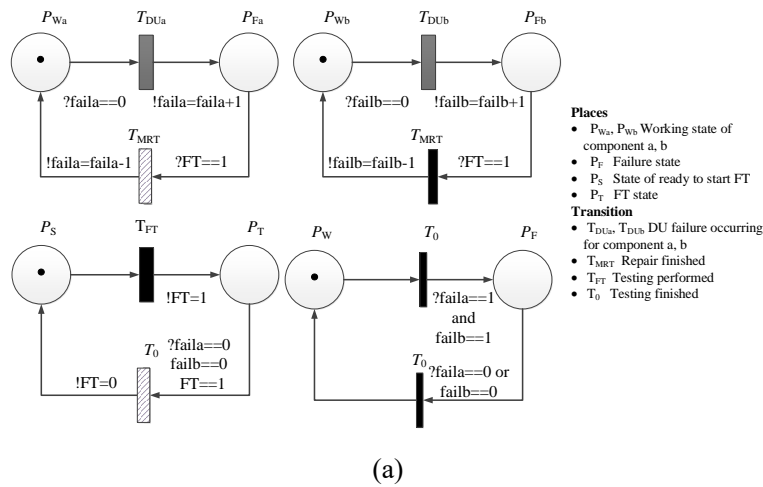 P_Wa T_DUa P_Fa
?faila==0 !faila=faila+1
T_MRT
!faila=faila-1 ?FT==1
P_Wb T_DUb P_Fb
?failb==0 !failb=failb+1
T_MRT
!failb=failb-1 ?FT==1
P_S T_FT P_T
!FT=1
T_0 ?faila==0
failb==0
!FT=0 FT==1
P_W T_0 P_F
?faila==1
and
failb==1
T_0 ?faila==0 or
failb==0
Places
• P_Wa, P_Wb Working state of
component a, b
• P_F Failure state
• P_S State of ready to start FT
• P_T FT state
Transition
• T_DUa, T_DUb DU failure occurring
for component a, b
• T_MRT Repair finished
• T_FT Testing performed
• T_0 Testing finished
(a)